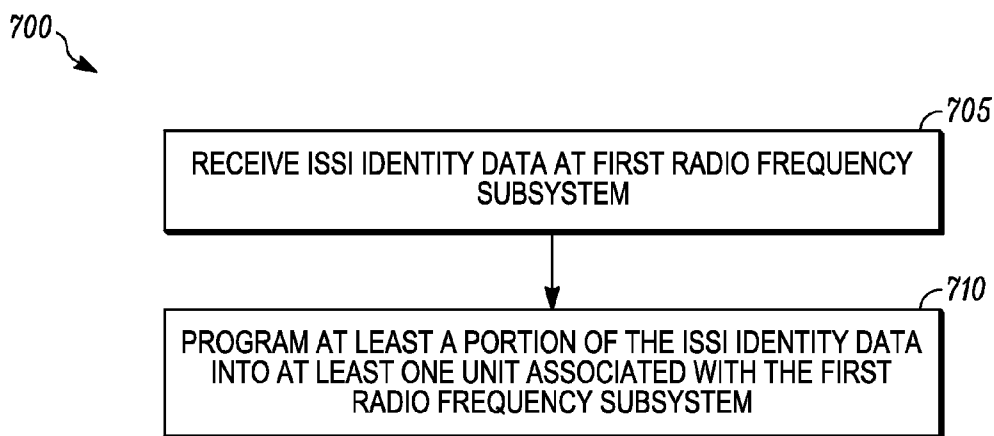 700
705
RECEIVE ISSI IDENTITY DATA AT FIRST RADIO FREQUENCY
SUBSYSTEM
710
PROGRAM AT LEAST A PORTION OF THE ISSI IDENTITY DATA
INTO AT LEAST ONE UNIT ASSOCIATED WITH THE FIRST
RADIO FREQUENCY SUBSYSTEM